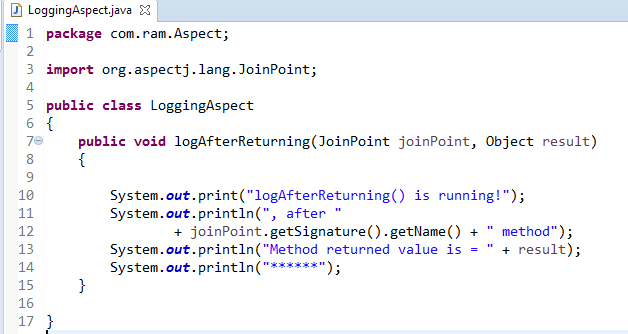 LoggingAspect.java
1 package com.ram.Aspect;
2
3 import org.aspectj.lang.JoinPoint;
4
5 public class LoggingAspect
6 {
7 public void logAfterReturning(JoinPoint joinPoint, Object result)
8 {
9
10 System.out.print("logAfterReturning() is running!");
11 System.out.println(", after "
12 + joinPoint.getSignature().getName() + " method");
13 System.out.println("Method returned value is = " + result);
14 System.out.println("******");
15 }
16
17 }